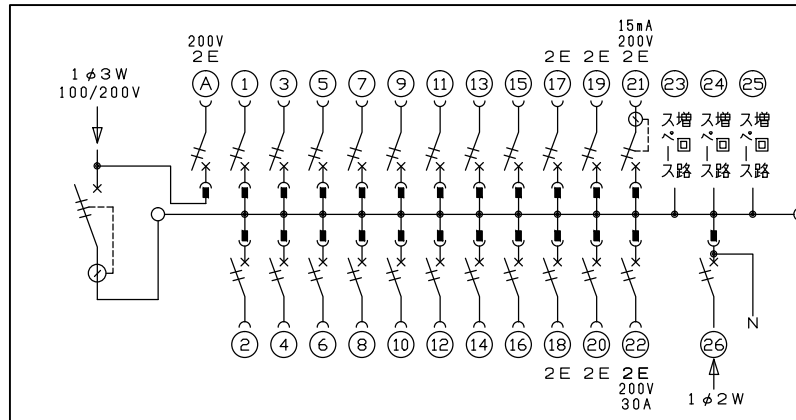 200V
2E
15mA
200V
2E 2E 2E
1φ3W
100/200V
A 1 3 5 7 9 11 13 15 17 19 21 23 24 25
増回路スペース 増回路スペース 増回路スペース
N
2 4 6 8 10 12 14 16 18 20 22 26
2E 2E 2E
200V
30A
1φ2W